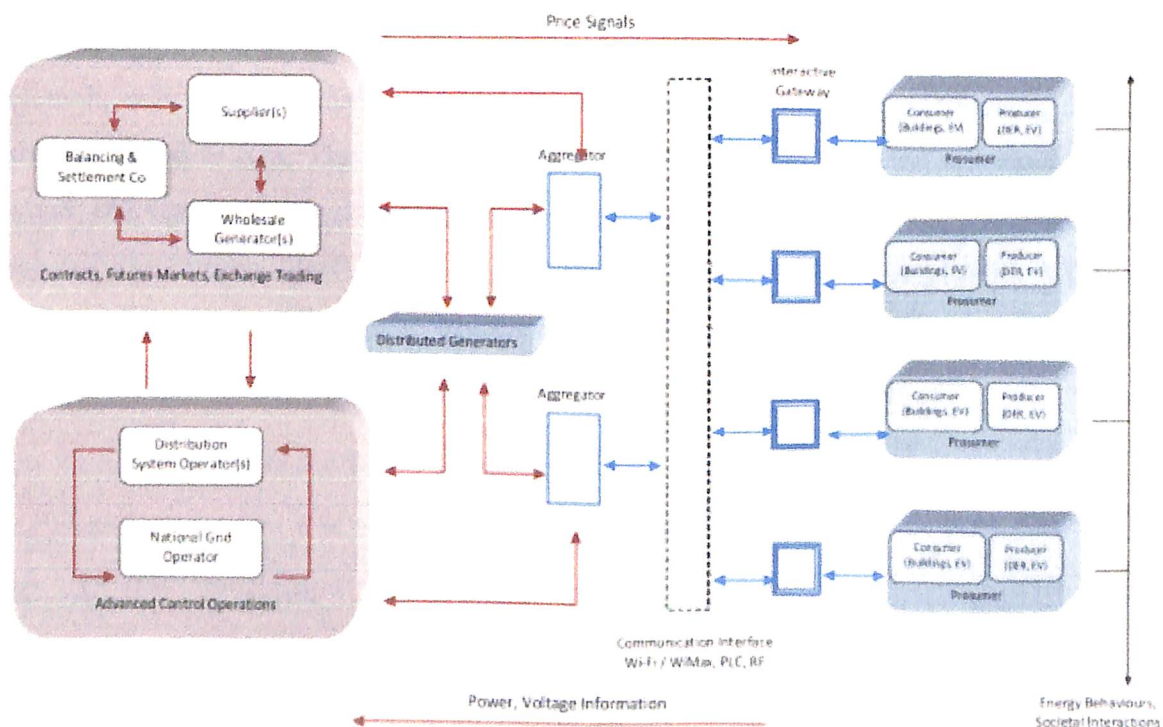 Price Signals
Supplier(s)
Balancing &
Settlement Co
Wholesale
Generator(s)
Contracts, Futures Markets, Exchange Trading
Aggregator
Interactive
Gateway
Consumer
(Buildings, EV)
Producer
(DER, EV)
Prosumer
Consumer
(Buildings, EV)
Producer
(DER, EV)
Prosumer
Distributed Generators
Aggregator
Consumer
(Buildings, EV)
Producer
(DER, EV)
Prosumer
Distribution
System Operator(s)
National Grid
Operator
Advanced Control Operations
Consumer
(Buildings, EV)
Producer
(DER, EV)
Prosumer
Communication Interface
Wi-Fi / WiMax, PLC, RF
Power, Voltage Information
Energy Behaviours,
Societal Interactions